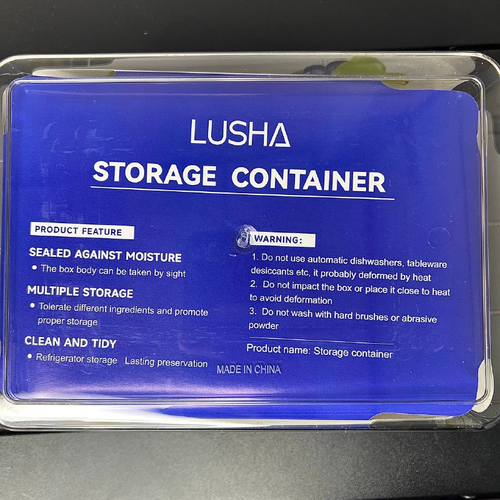 LUSHA
STORAGE CONTAINER
PRODUCT FEATURE
SEALED AGAINST MOISTURE
• The box body can be taken by sight
MULTIPLE STORAGE
• Tolerate different ingredients and promote
proper storage
CLEAN AND TIDY
• Refrigerator storage Lasting preservation
WARNING:
1. Do not use automatic dishwashers, tableware
desiccants etc, it probably deformed by heat
2. Do not impact the box or place it close to heat
to avoid deformation
3. Do not wash with hard brushes or abrasive
powder
Product name: Storage container
MADE IN CHINA